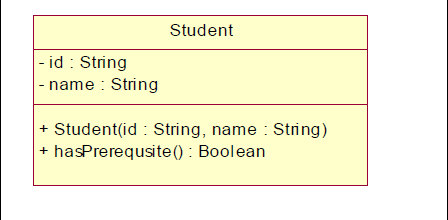 Student
- id : String
- name : String
+ Student(id : String, name : String)
+ hasPrerequsite() : Boolean